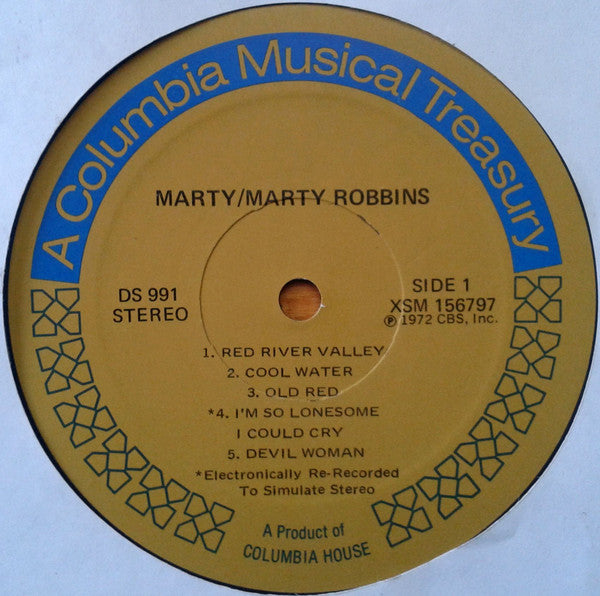 A Columbia Musical Treasury
MARTY/MARTY ROBBINS
DS 991
STEREO
SIDE 1
XSM 156797
℗ 1972 CBS, Inc.
1. RED RIVER VALLEY
2. COOL WATER
3. OLD RED
*4. I'M SO LONESOME
I COULD CRY
5. DEVIL WOMAN
*Electronically Re-Recorded
To Simulate Stereo
A Product of
COLUMBIA HOUSE